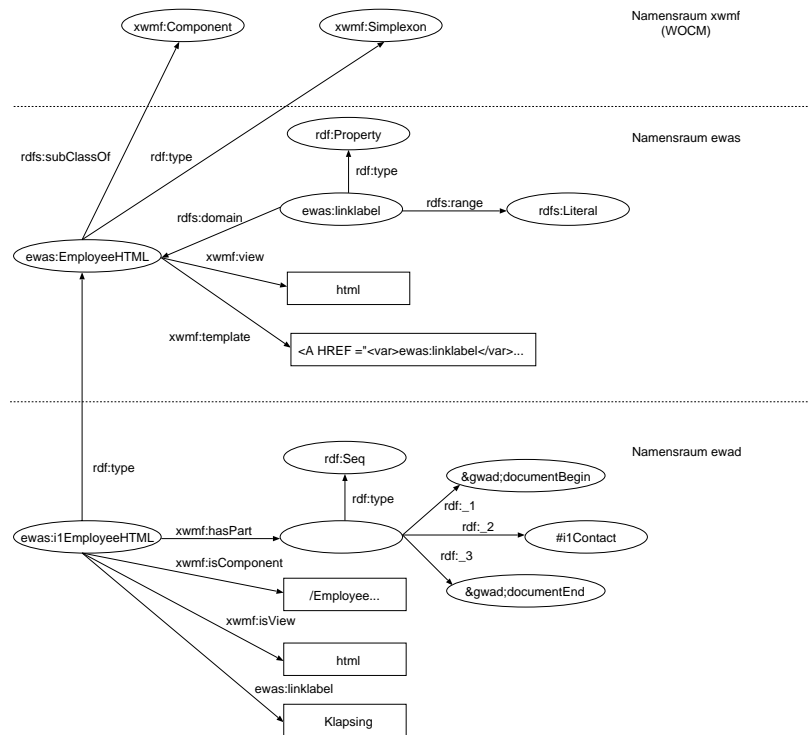 xwmf:Component
xwmf:Simplexon
Namensraum xwmf
(WOCM)
rdf:Property
Namensraum ewas
rdfs:subClassOf
rdf:type
rdf:type
ewas:linklabel
rdfs:range
rdfs:Literal
rdfs:domain
ewas:EmployeeHTML
xwmf:view
html
xwmf:template
<A HREF ="<var>ewas:linklabel</var>...
Namensraum ewad
rdf:type
rdf:Seq
rdf:type
&gwad;documentBegin
rdf:_1
ewas:i1EmployeeHTML
xwmf:hasPart
rdf:_2
#i1Contact
rdf:_3
xwmf:isComponent
/Employee...
&gwad;documentEnd
xwmf:isView
html
ewas:linklabel
Klapsing